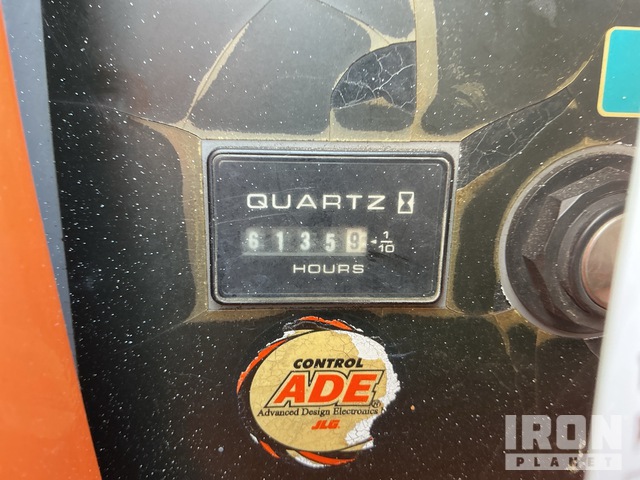 QUARTZ
6 1 3 5 9 1/10
HOURS
CONTROL
ADE®
Advanced Design Electronics
JLG
IRON
PLANET